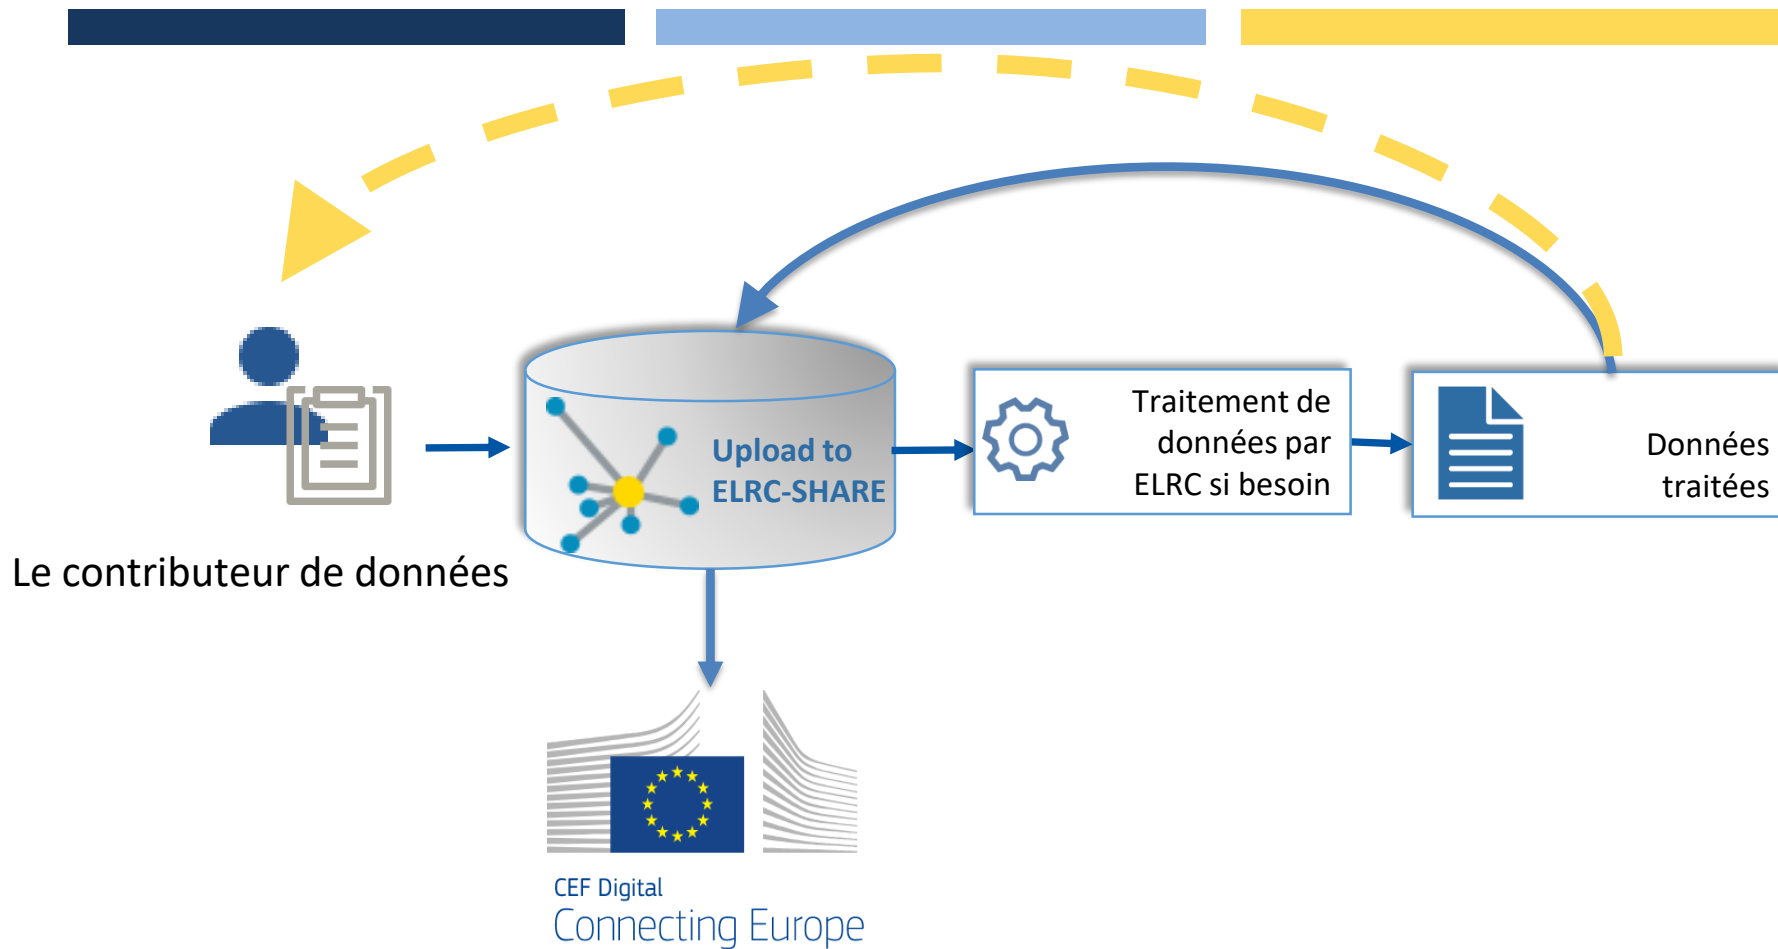 Le contributeur de données
Upload to
ELRC-SHARE
Traitement de
données par
ELRC si besoin
Données
traitées
CEF Digital
Connecting Europe